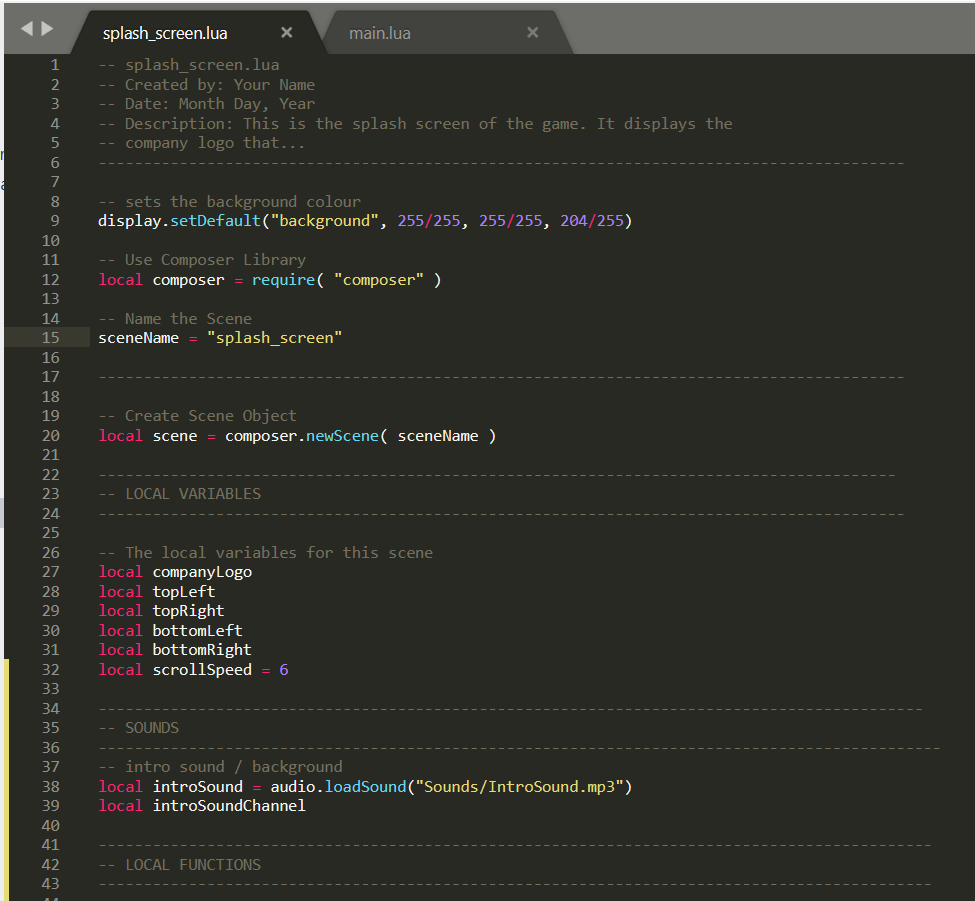 splash_screen.lua × main.lua ×
1 -- splash_screen.lua
2 -- Created by: Your Name
3 -- Date: Month Day, Year
4 -- Description: This is the splash screen of the game. It displays the
5 -- company logo that...
6 -----------------------------------------------------------------------------------------
7
8 -- sets the background colour
9 display.setDefault("background", 255/255, 255/255, 204/255)
10
11 -- Use Composer Library
12 local composer = require( "composer" )
13
14 -- Name the Scene
15 sceneName = "splash_screen"
16
17 -----------------------------------------------------------------------------------------
18
19 -- Create Scene Object
20 local scene = composer.newScene( sceneName )
21
22 ----------------------------------------------------------------------------------------
23 -- LOCAL VARIABLES
24 -----------------------------------------------------------------------------------------
25
26 -- The local variables for this scene
27 local companyLogo
28 local topLeft
29 local topRight
30 local bottomLeft
31 local bottomRight
32 local scrollSpeed = 6
33
34 -------------------------------------------------------------------------------------------
35 -- SOUNDS
36 ---------------------------------------------------------------------------------------------
37 -- intro sound / background
38 local introSound = audio.loadSound("Sounds/IntroSound.mp3")
39 local introSoundChannel
40
41 --------------------------------------------------------------------------------------------
42 -- LOCAL FUNCTIONS
43 --------------------------------------------------------------------------------------------